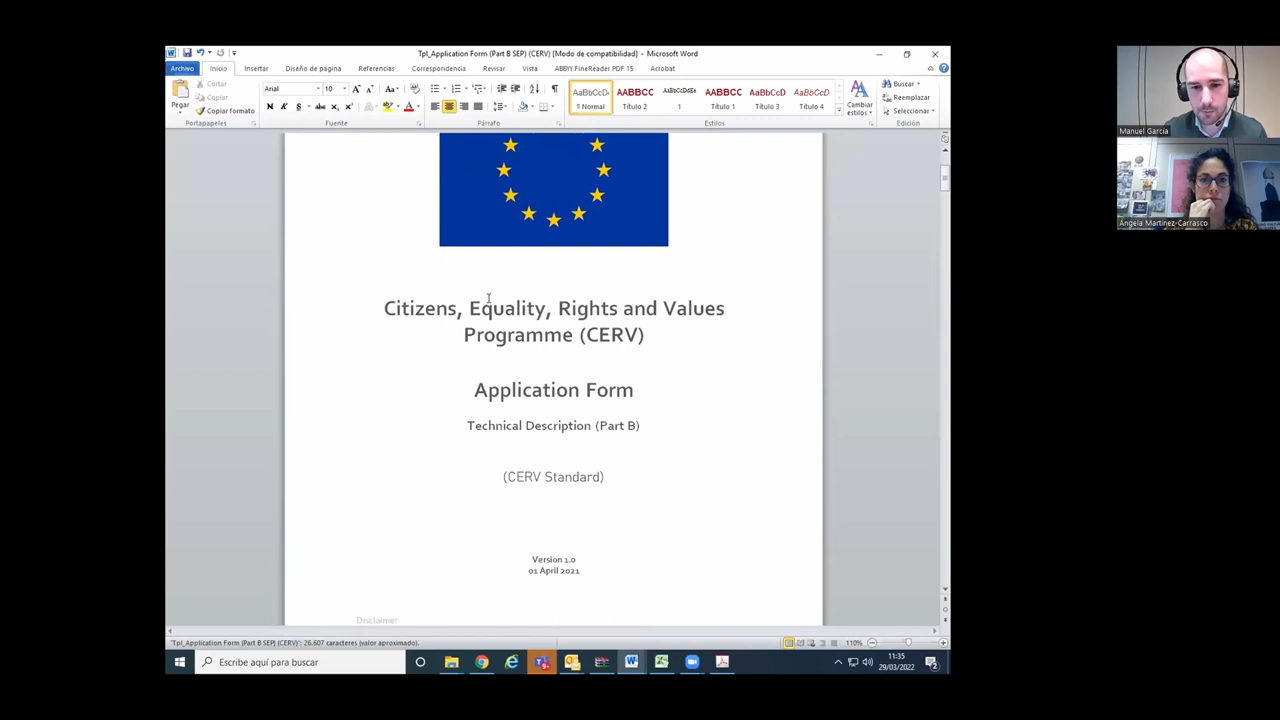 Tpl_Application Form (Part B SEP) (CERV) [Modo de compatibilidad] - Microsoft Word
Archivo Inicio Insertar Diseño de página Referencias Correspondencia Revisar Vista ABBYY FineReader PDF 15 Acrobat
Pegar
Cortar
Copiar
Copiar formato
Portapapeles
Arial 10
N K S abc x₂ x²
Fuente
Párrafo
AaBbCcDc AABBCC AaBbCcDdEe AABBCC AaBbCcD AaBbCcD
¶ Normal Título 2 1 Título 1 Título 3 Título 4
Cambiar estilos
Estilos
Buscar
Reemplazar
Seleccionar
Edición
Manuel García
Ángela Martínez-Carrasco
Citizens, Equality, Rights and Values
Programme (CERV)
Application Form
Technical Description (Part B)
(CERV Standard)
Version 1.0
01 April 2021
Disclaimer
"Tpl_Application Form (Part B SEP) (CERV)": 26.607 caracteres (valor aproximado).
110%
Escribe aquí para buscar
11:35
29/03/2022